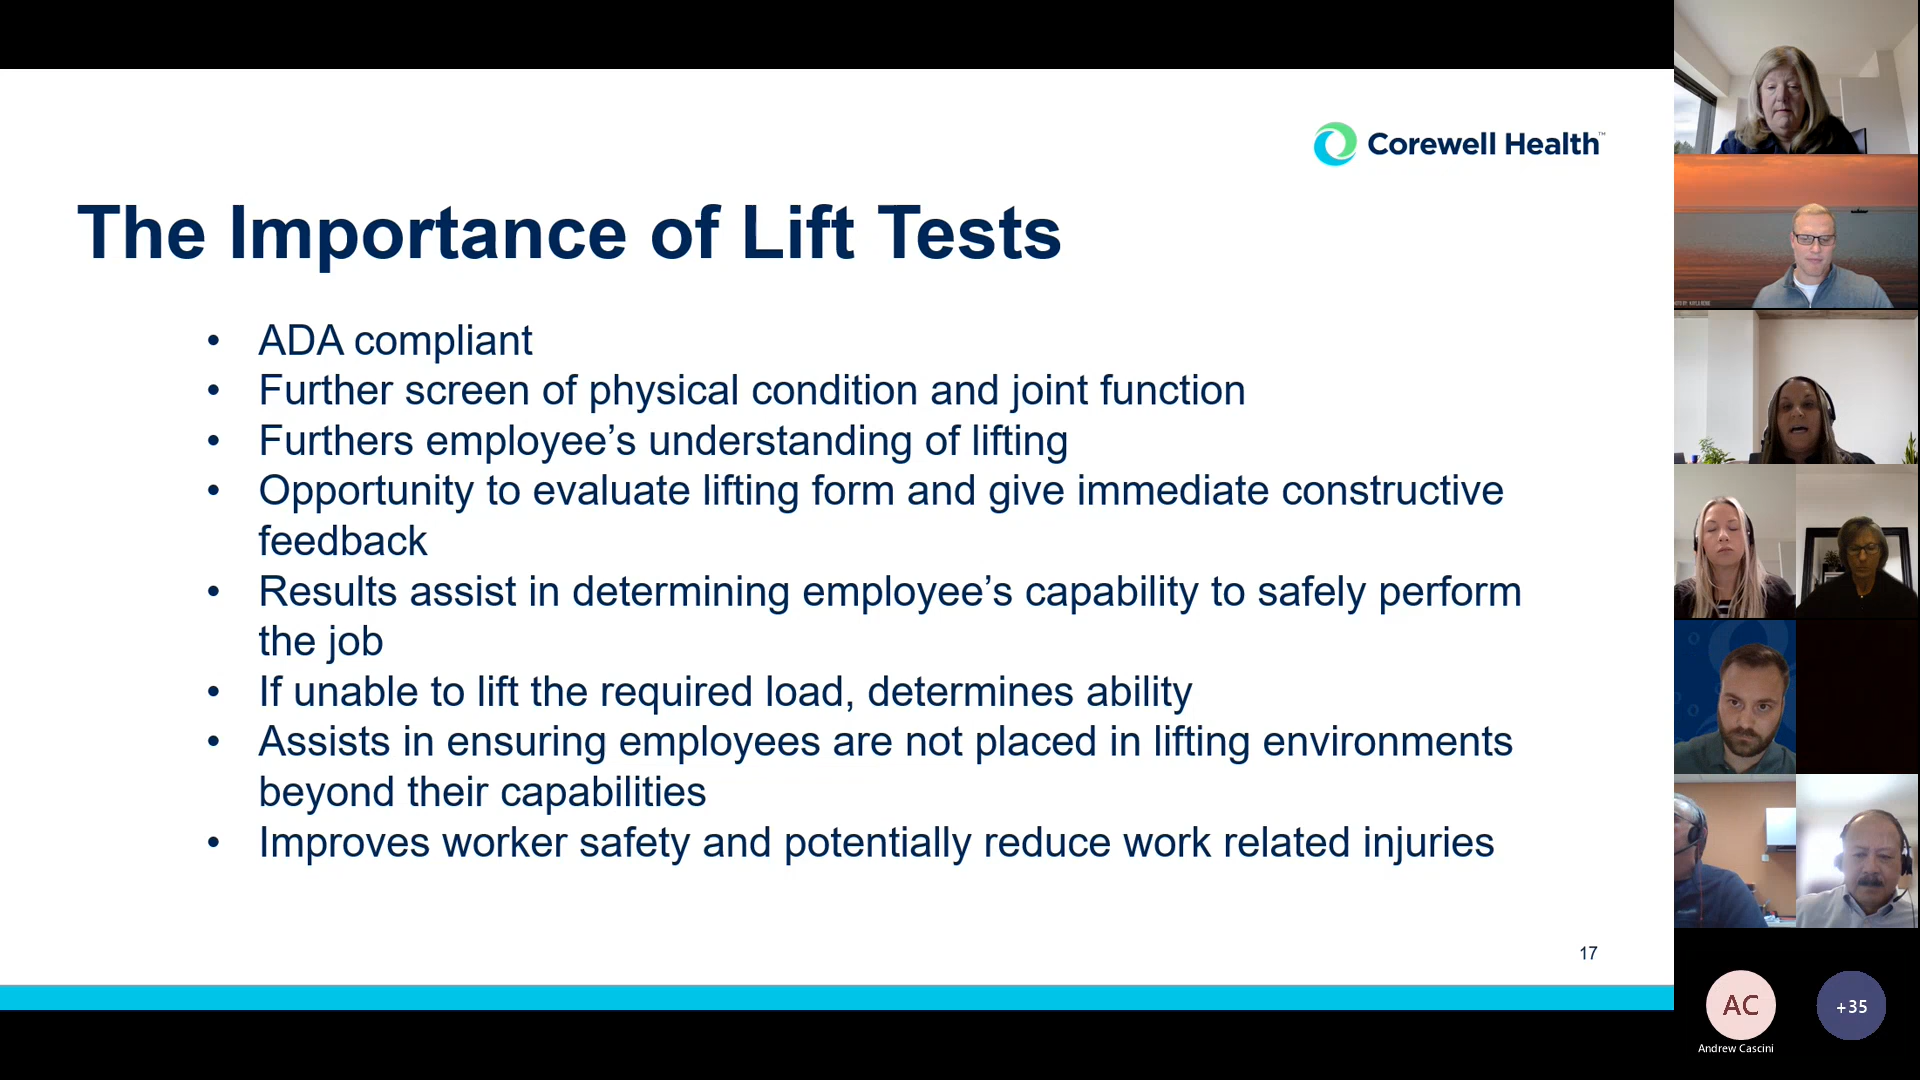 Corewell Health™
The Importance of Lift Tests
• ADA compliant
• Further screen of physical condition and joint function
• Furthers employee’s understanding of lifting
• Opportunity to evaluate lifting form and give immediate constructive
feedback
• Results assist in determining employee’s capability to safely perform
the job
• If unable to lift the required load, determines ability
• Assists in ensuring employees are not placed in lifting environments
beyond their capabilities
• Improves worker safety and potentially reduce work related injuries
17
AC
+35
Andrew Cascini